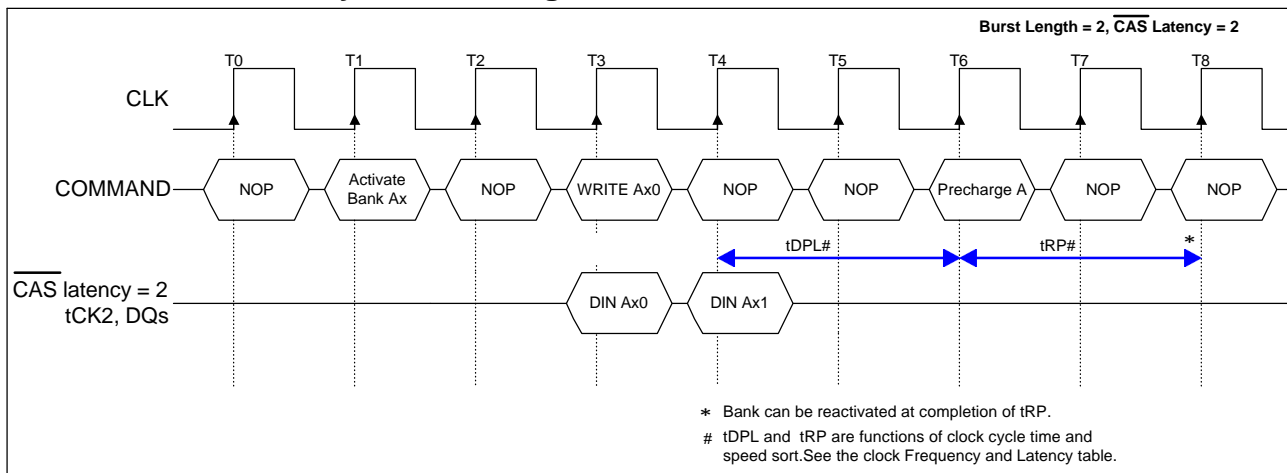 Burst Length = 2, CAS Latency = 2
T0 T1 T2 T3 T4 T5 T6 T7 T8
CLK
COMMAND
NOP
Activate
Bank Ax
NOP
WRITE Ax0
NOP
NOP
Precharge A
NOP
NOP
tDPL#
tRP#
*
CAS latency = 2
tCK2, DQs
DIN Ax0
DIN Ax1
* Bank can be reactivated at completion of tRP.
# tDPL and tRP are functions of clock cycle time and
speed sort.See the clock Frequency and Latency table.